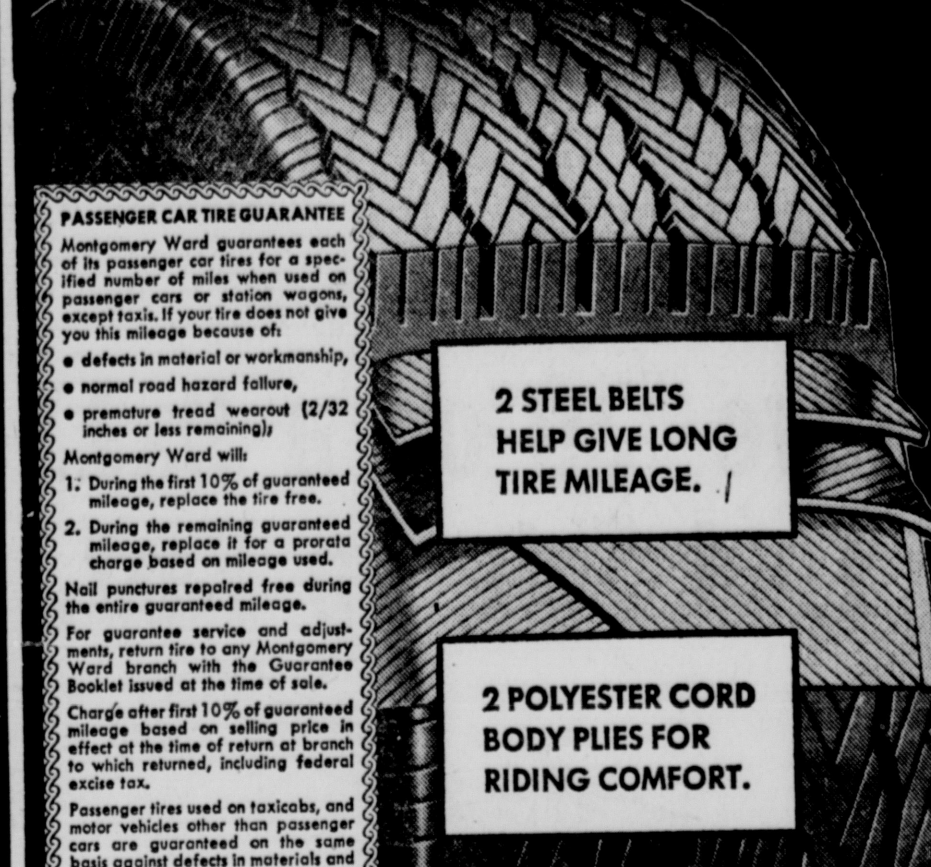 PASSENGER CAR TIRE GUARANTEE
Montgomery Ward guarantees each
of its passenger car tires for a spec-
ified number of miles when used on
passenger cars or station wagons,
except taxis. If your tire does not give
you this mileage because of:
• defects in material or workmanship,
• normal road hazard failure,
• premature tread wearout (2/32
inches or less remaining);
Montgomery Ward will:
1. During the first 10% of guaranteed
mileage, replace the tire free.
2. During the remaining guaranteed
mileage, replace it for a prorata
charge based on mileage used.
Nail punctures repaired free during
the entire guaranteed mileage.
For guarantee service and adjust-
ments, return tire to any Montgomery
Ward branch with the Guarantee
Booklet issued at the time of sale.
Charge after first 10% of guaranteed
mileage based on selling price in
effect at the time of return at branch
to which returned, including federal
excise tax.
Passenger tires used on taxicabs, and
motor vehicles other than passenger
cars are guaranteed on the same
basis against defects in materials and
2 STEEL BELTS
HELP GIVE LONG
TIRE MILEAGE.
2 POLYESTER CORD
BODY PLIES FOR
RIDING COMFORT.